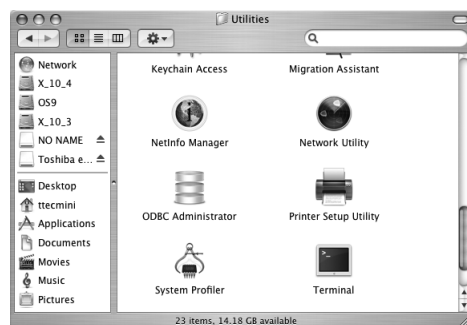 Utilities
Network
X_10_4
OS9
X_10_3
NO NAME
Toshiba e...
Desktop
ttecmini
Applications
Documents
Movies
Music
Pictures
Keychain Access
Migration Assistant
NetInfo Manager
Network Utility
ODBC Administrator
Printer Setup Utility
System Profiler
Terminal
23 items, 14.18 GB available